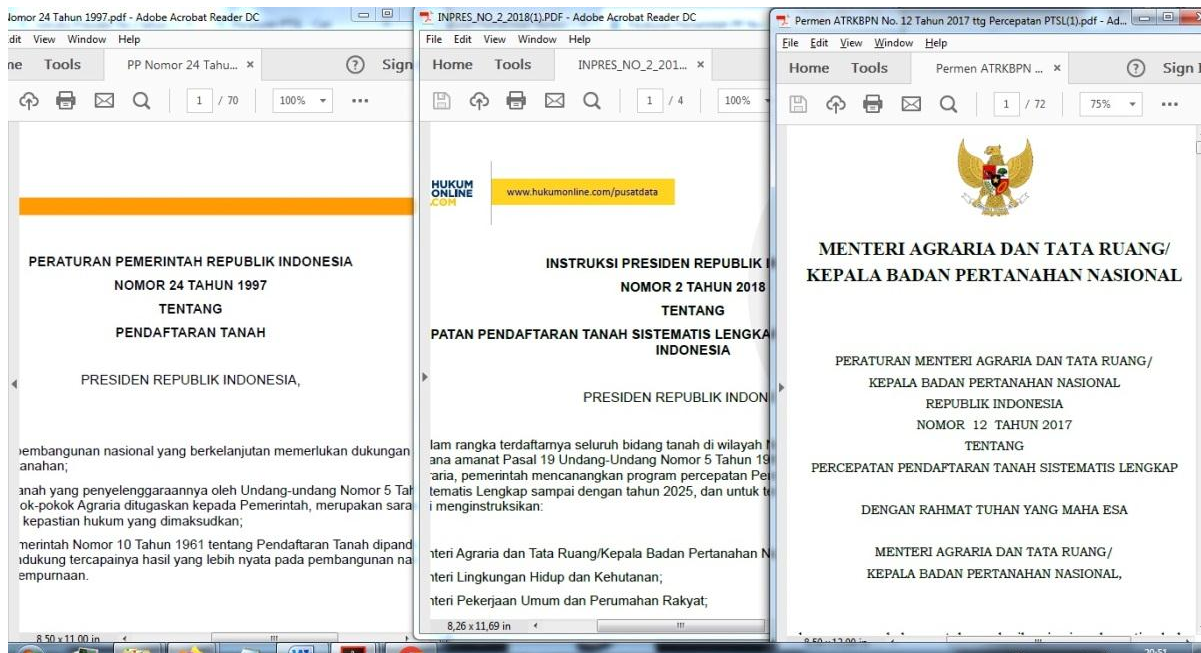 Nomor 24 Tahun 1997.pdf - Adobe Acrobat Reader DC
dit View Window Help
ne Tools PP Nomor 24 Tahu... × ? Sign
1 / 70 100% ...
PERATURAN PEMERINTAH REPUBLIK INDONESIA
NOMOR 24 TAHUN 1997
TENTANG
PENDAFTARAN TANAH
PRESIDEN REPUBLIK INDONESIA,
pembangunan nasional yang berkelanjutan memerlukan dukungan
anahan;
anah yang penyelenggaraannya oleh Undang-undang Nomor 5 Tah
ok-pokok Agraria ditugaskan kepada Pemerintah, merupakan sara
kepastian hukum yang dimaksudkan;
merintah Nomor 10 Tahun 1961 tentang Pendaftaran Tanah dipand
ndukung tercapainya hasil yang lebih nyata pada pembangunan na
empurnaan.
8,50 x 11,00 in
INPRES_NO_2_2018(1).PDF - Adobe Acrobat Reader DC
File Edit View Window Help
Home Tools INPRES_NO_2_201... ×
1 / 4 100%
HUKUM
ONLINE
.COM
www.hukumonline.com/pusatdata
INSTRUKSI PRESIDEN REPUBLIK I
NOMOR 2 TAHUN 2018
TENTANG
PATAN PENDAFTARAN TANAH SISTEMATIS LENGKA
INDONESIA
PRESIDEN REPUBLIK INDON
lam rangka terdaftarnya seluruh bidang tanah di wilayah N
ana amanat Pasal 19 Undang-Undang Nomor 5 Tahun 19
raria, pemerintah mencanangkan program percepatan Pe
tematis Lengkap sampai dengan tahun 2025, dan untuk te
i menginstruksikan:
nteri Agraria dan Tata Ruang/Kepala Badan Pertanahan N
nteri Lingkungan Hidup dan Kehutanan;
nteri Pekerjaan Umum dan Perumahan Rakyat;
8,26 x 11,69 in
Permen ATRKBPN No. 12 Tahun 2017 ttg Percepatan PTSL(1).pdf - Ad...
File Edit View Window Help
Home Tools Permen ATRKBPN ... × ? Sign I
1 / 72 75% ...
MENTERI AGRARIA DAN TATA RUANG/
KEPALA BADAN PERTANAHAN NASIONAL
PERATURAN MENTERI AGRARIA DAN TATA RUANG/
KEPALA BADAN PERTANAHAN NASIONAL
REPUBLIK INDONESIA
NOMOR 12 TAHUN 2017
TENTANG
PERCEPATAN PENDAFTARAN TANAH SISTEMATIS LENGKAP
DENGAN RAHMAT TUHAN YANG MAHA ESA
MENTERI AGRARIA DAN TATA RUANG/
KEPALA BADAN PERTANAHAN NASIONAL,
20:51